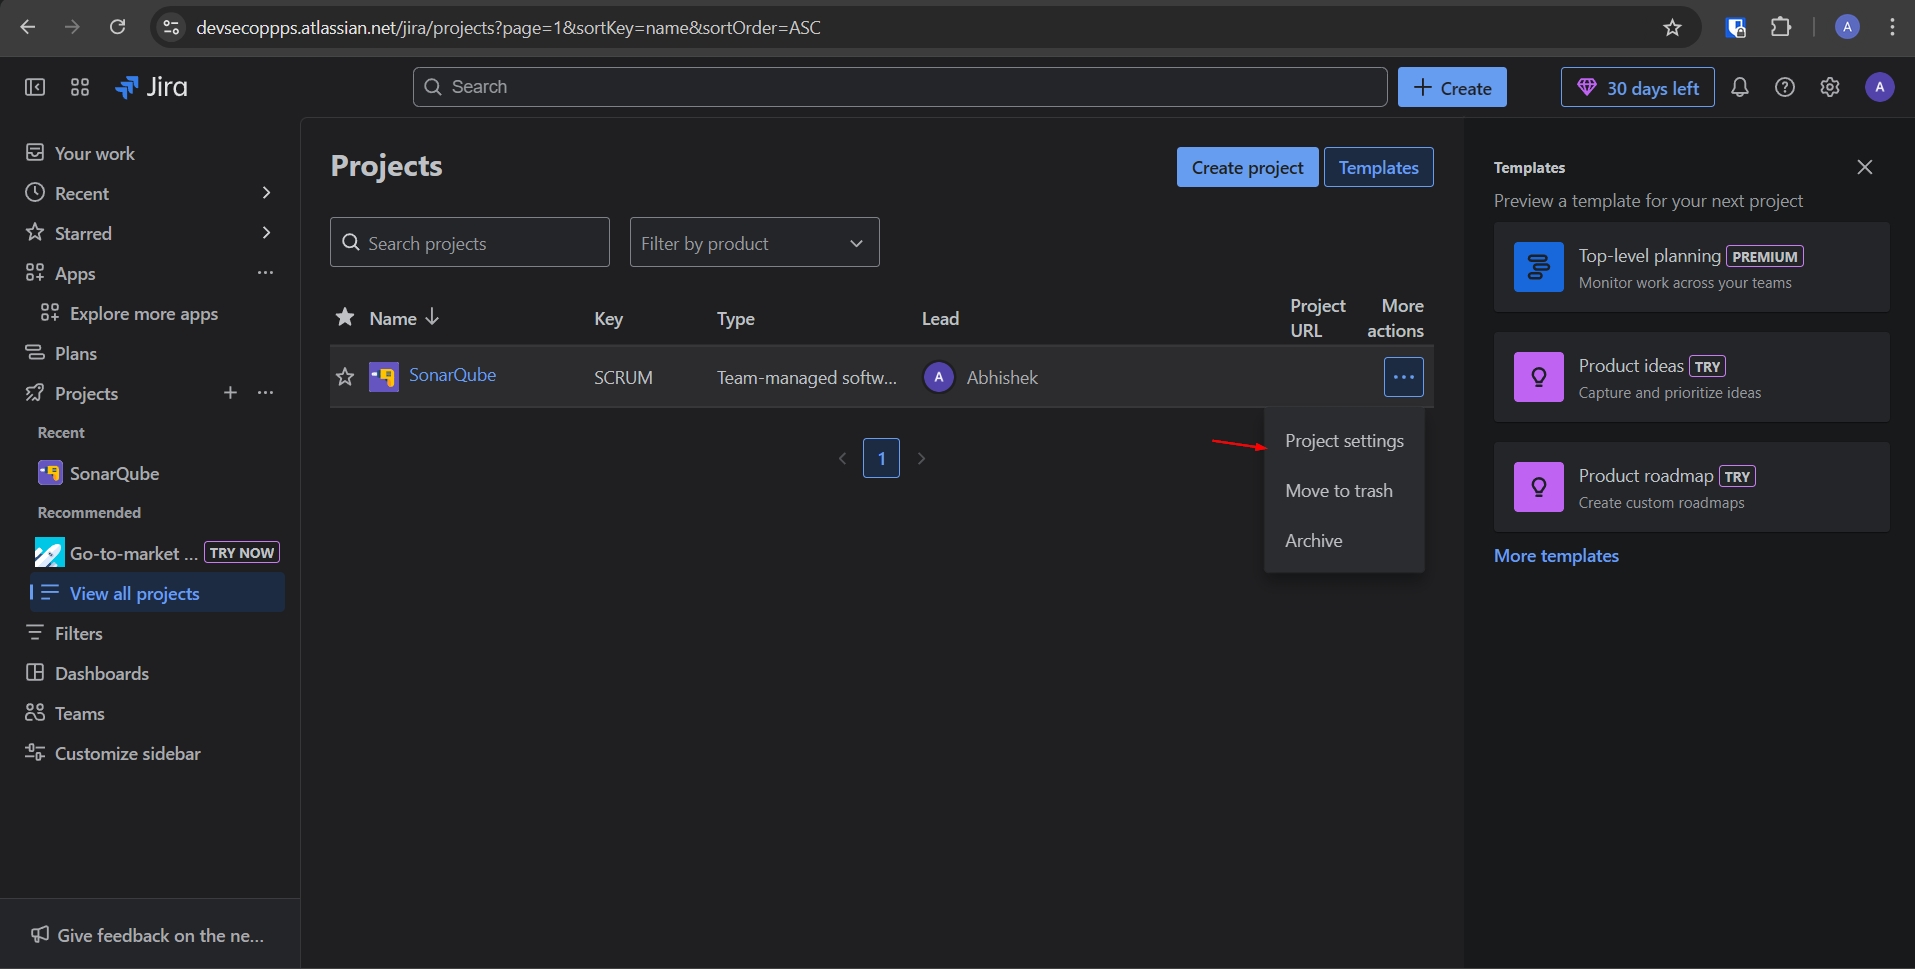 devsecoppps.atlassian.net/jira/projects?page=1&sortKey=name&sortOrder=ASC
A
Jira
Search
+ Create
30 days left
A
Your work
Recent
Starred
Apps
Explore more apps
Plans
Projects
Recent
SonarQube
Recommended
Go-to-market ... TRY NOW
View all projects
Filters
Dashboards
Teams
Customize sidebar
Give feedback on the ne...
Projects
Create project
Templates
Search projects
Filter by product
Name
Key
Type
Lead
Project
URL
More
actions
SonarQube
SCRUM
Team-managed softw...
A
Abhishek
1
Project settings
Move to trash
Archive
Templates
Preview a template for your next project
Top-level planning PREMIUM
Monitor work across your teams
Product ideas TRY
Capture and prioritize ideas
Product roadmap TRY
Create custom roadmaps
More templates